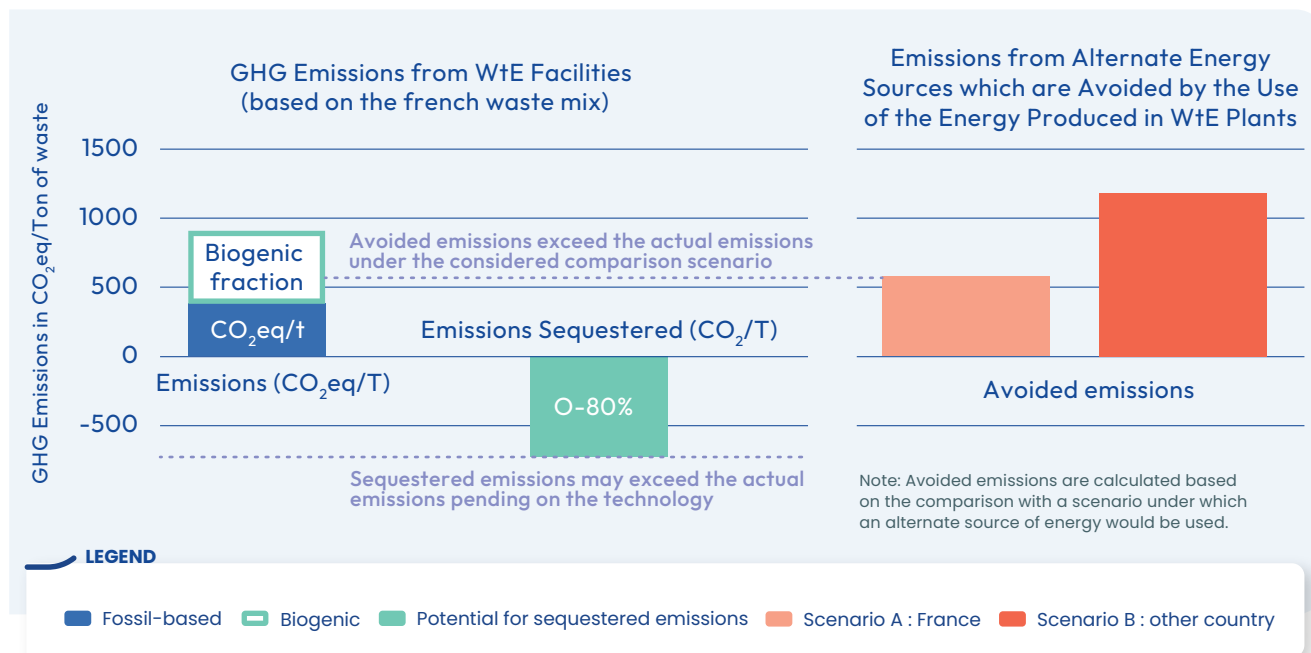 GHG Emissions from WtE Facilities
(based on the french waste mix)
Emissions from Alternate Energy
Sources which are Avoided by the Use
of the Energy Produced in WtE Plants
GHG Emissions in CO₂eq/Ton of waste
1500
1000
500
0
-500
Biogenic
fraction
CO₂eq/t
Avoided emissions exceed the actual emissions
under the considered comparison scenario
Emissions Sequestered (CO₂/T)
Emissions (CO₂eq/T)
O-80%
Sequestered emissions may exceed the actual
emissions pending on the technology
Avoided emissions
Note: Avoided emissions are calculated based
on the comparison with a scenario under which
an alternate source of energy would be used.
LEGEND
Fossil-based
Biogenic
Potential for sequestered emissions
Scenario A : France
Scenario B : other country